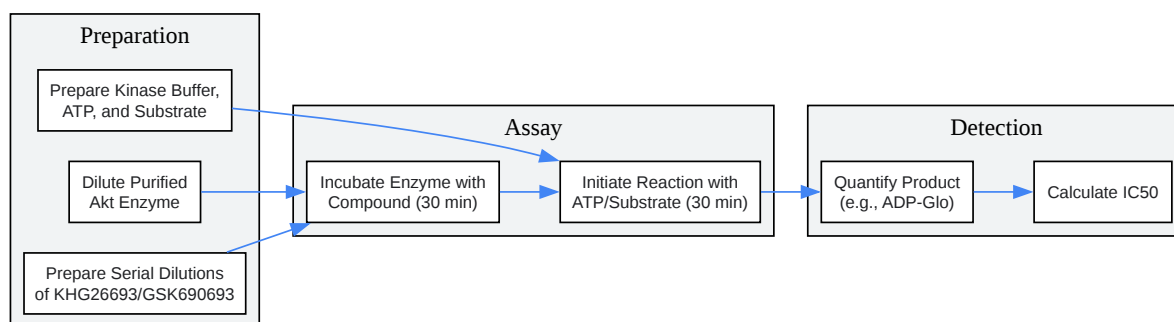 Preparation
Prepare Kinase Buffer,
ATP, and Substrate
Dilute Purified
Akt Enzyme
Prepare Serial Dilutions
of KHG26693/GSK690693
Assay
Incubate Enzyme with
Compound (30 min)
Initiate Reaction with
ATP/Substrate (30 min)
Detection
Quantify Product
(e.g., ADP-Glo)
Calculate IC50